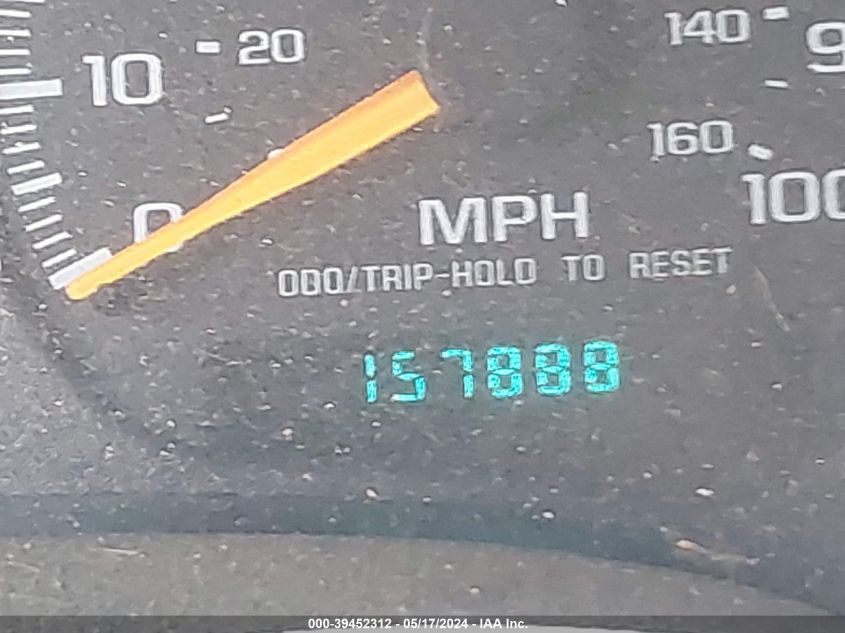 10 20
140 9
160
0 100
MPH
ODO/TRIP-HOLD TO RESET
157888
000-39452312 - 05/17/2024 - IAA Inc.